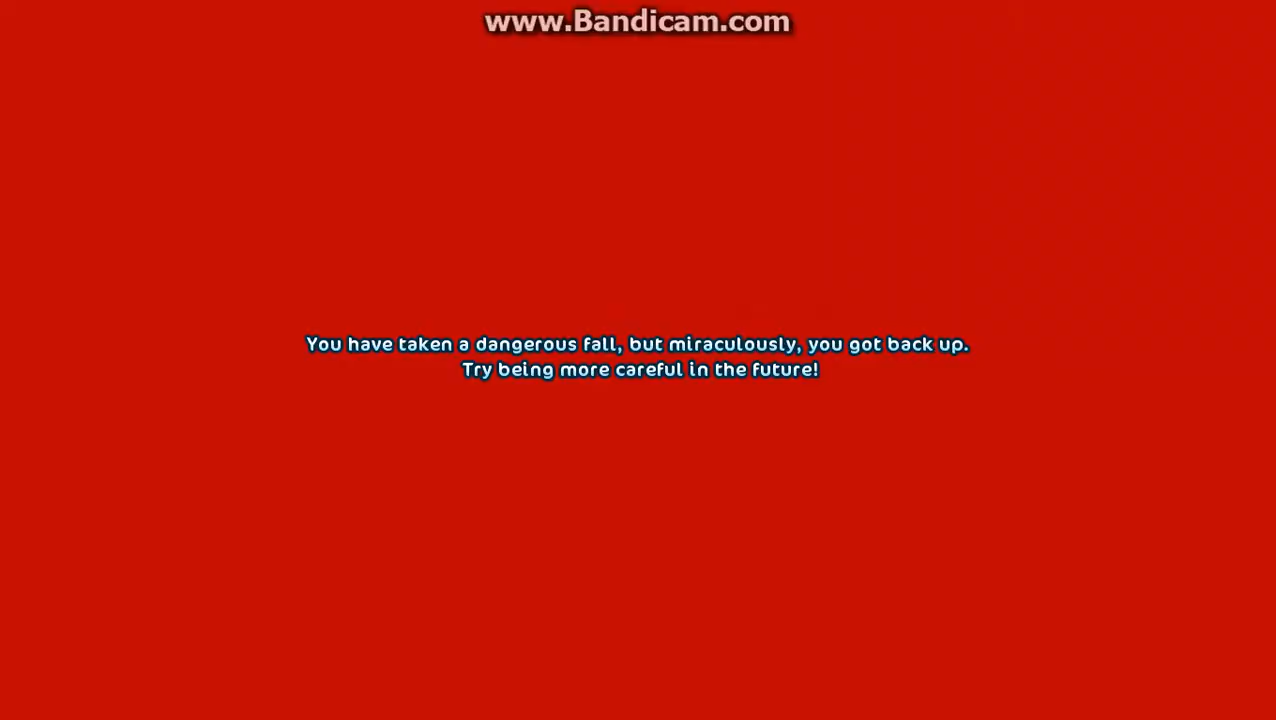 www.Bandicam.com
You have taken a dangerous fall, but miraculously, you got back up.
Try being more careful in the future!